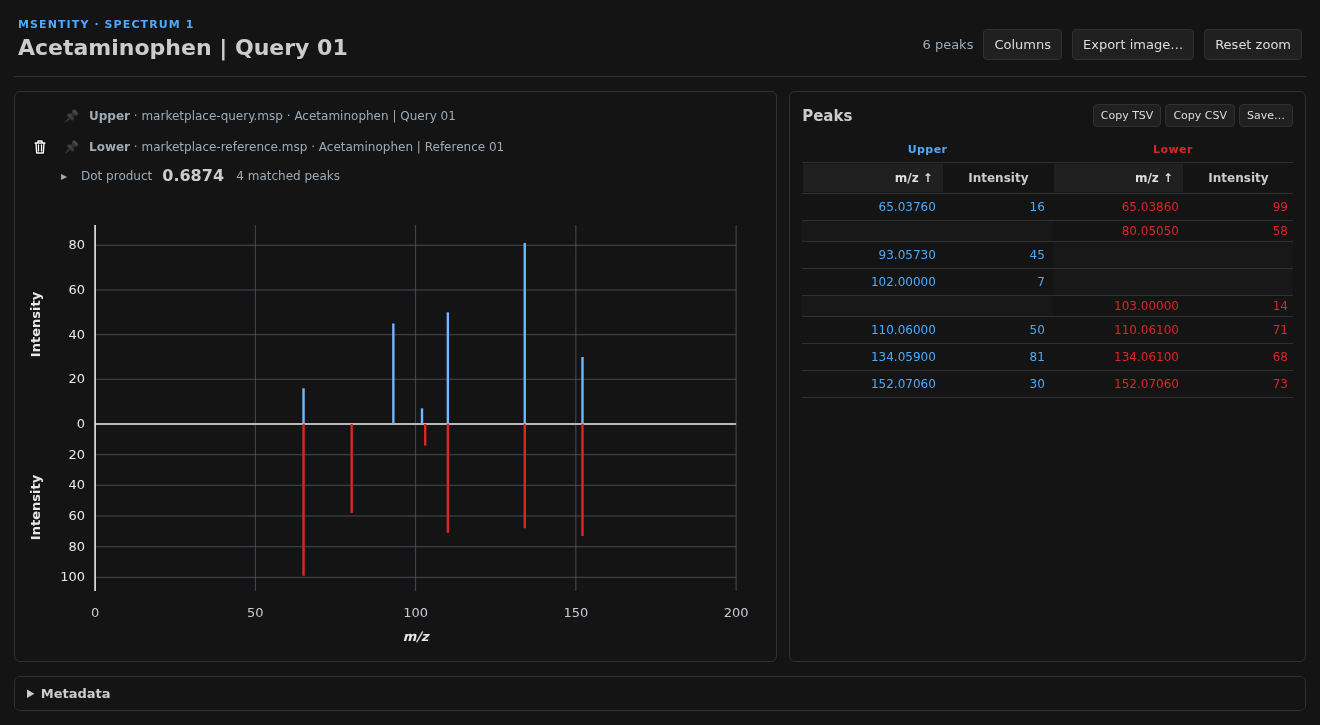 MSENTITY · SPECTRUM 1
Acetaminophen | Query 01
6 peaks Columns Export image… Reset zoom
Upper · marketplace-query.msp · Acetaminophen | Query 01
Lower · marketplace-reference.msp · Acetaminophen | Reference 01
▸ Dot product 0.6874 4 matched peaks
80
60
40
20
0
20
40
60
80
100
Intensity
Intensity
0 50 100 150 200
m/z
Peaks Copy TSV Copy CSV Save…
Upper Lower
m/z ↑ Intensity m/z ↑ Intensity
65.03760 16 65.03860 99
80.05050 58
93.05730 45
102.00000 7
103.00000 14
110.06000 50 110.06100 71
134.05900 81 134.06100 68
152.07060 30 152.07060 73
▶ Metadata